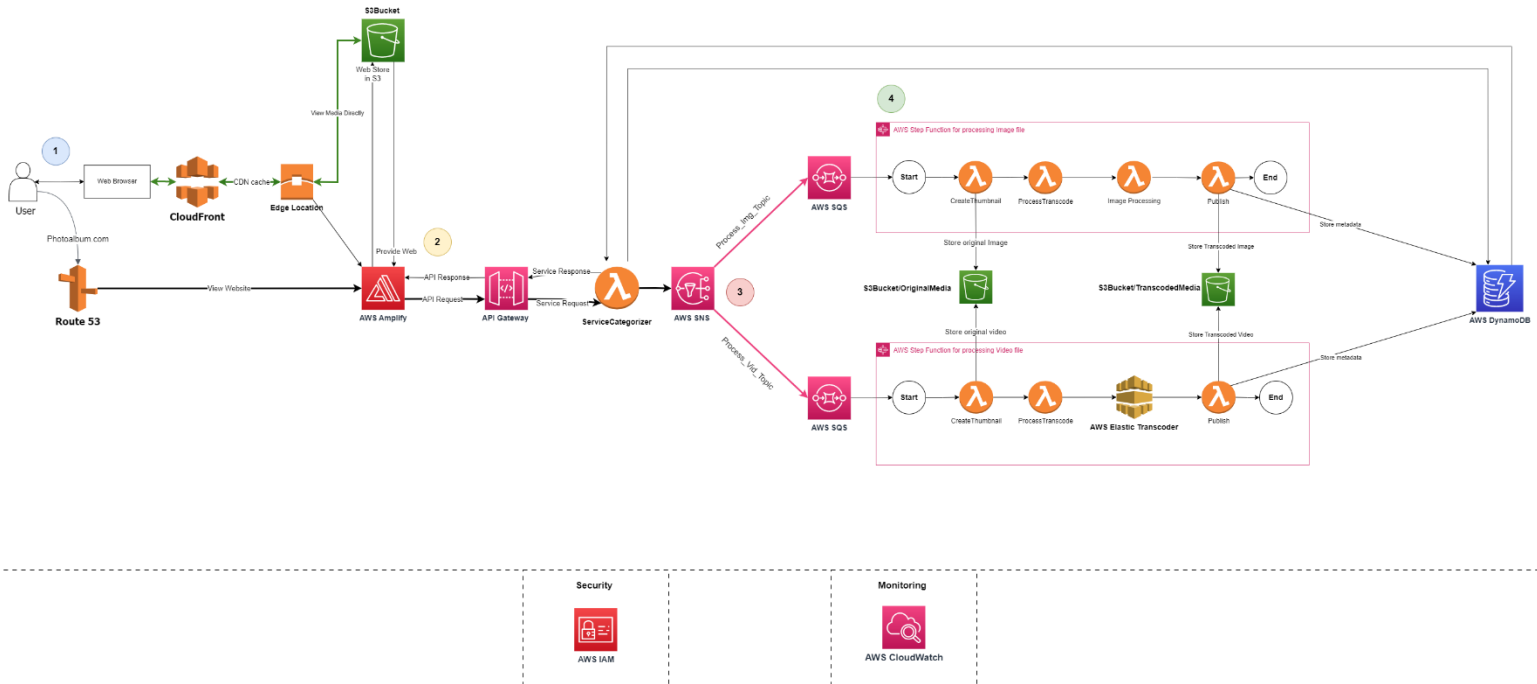 S3Bucket
Web Store
in S3
View Media Directly
4
AWS Step Function for processing Image file
1
User
Web Browser
CloudFront
CDN cache
Edge Location
AWS SQS
Start
CreateThumbnail
ProcessTranscode
Image Processing
Publish
End
Process_Img_Topic
Photoalbum.com
Route 53
View Website
2
Provide Web
Store original Image
Store Transcoded Image
Store metadata
AWS Amplify
API Response
API Request
API Gateway
Service Response
Service Request
ServiceCategorizer
AWS SNS
3
S3Bucket/OriginalMedia
S3Bucket/TranscodedMedia
AWS DynamoDB
Store original video
Store Transcoded Video
Store metadata
Process_Vid_Topic
AWS Step Function for processing Video file
AWS SQS
Start
CreateThumbnail
ProcessTranscode
AWS Elastic Transcoder
Publish
End
Security
AWS IAM
Monitoring
AWS CloudWatch